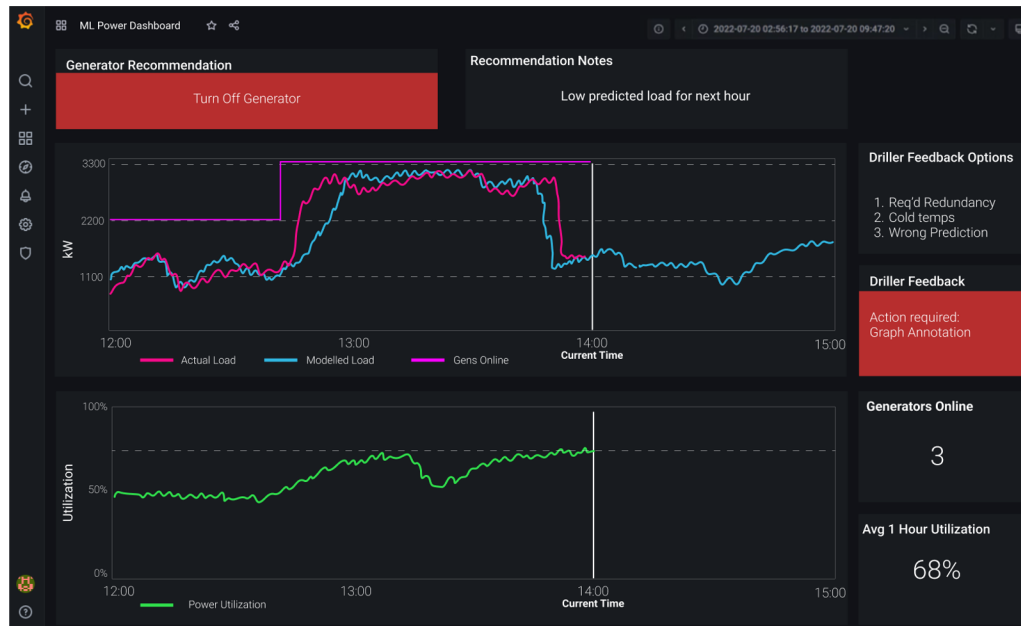 ML Power Dashboard
2022-07-20 02:56:17 to 2022-07-20 09:47:20
Generator Recommendation
Turn Off Generator
Recommendation Notes
Low predicted load for next hour
3300
2200
1100
kW
12:00
13:00
14:00
15:00
Current Time
Actual Load
Modelled Load
Gens Online
Driller Feedback Options
1. Req'd Redundancy
2. Cold temps
3. Wrong Prediction
Driller Feedback
Action required:
Graph Annotation
100%
50%
0%
Utilization
12:00
13:00
14:00
15:00
Current Time
Power Utilization
Generators Online
3
Avg 1 Hour Utilization
68%